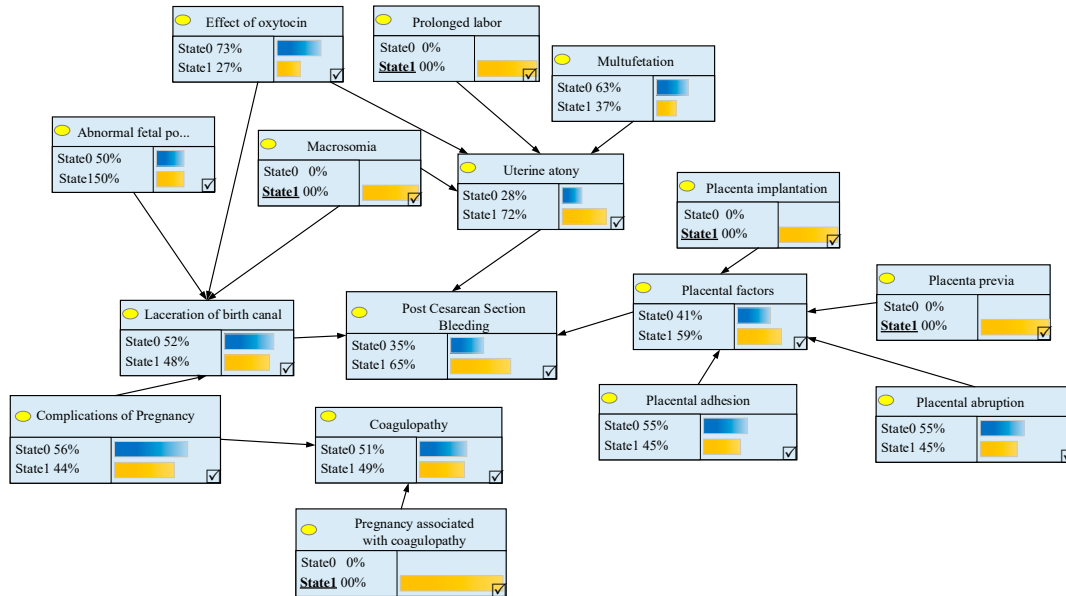 Effect of oxytocin
State0 73%
State1 27%
Prolonged labor
State0 0%
State1 00%
Multufetation
State0 63%
State1 37%
Abnormal fetal po...
State0 50%
State150%
Macrosomia
State0 0%
State1 00%
Uterine atony
State0 28%
State1 72%
Placenta implantation
State0 0%
State1 00%
Laceration of birth canal
State0 52%
State1 48%
Post Cesarean Section
Bleeding
State0 35%
State1 65%
Placental factors
State0 41%
State1 59%
Placenta previa
State0 0%
State1 00%
Complications of Pregnancy
State0 56%
State1 44%
Coagulopathy
State0 51%
State1 49%
Placental adhesion
State0 55%
State1 45%
Placental abruption
State0 55%
State1 45%
Pregnancy associated
with coagulopathy
State0 0%
State1 00%